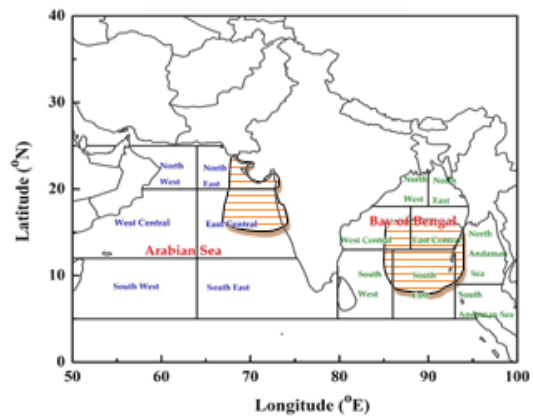 40
30
20
10
0
Latitude (°N)
50
60
70
80
90
100
Longitude (°E)
North
West
North
East
West Central
East Central
Arabian Sea
South West
South East
North
West
North
East
Bay of Bengal
West Central
East Central
North
Andaman
Sea
South
West
South
East
South
Andaman Sea